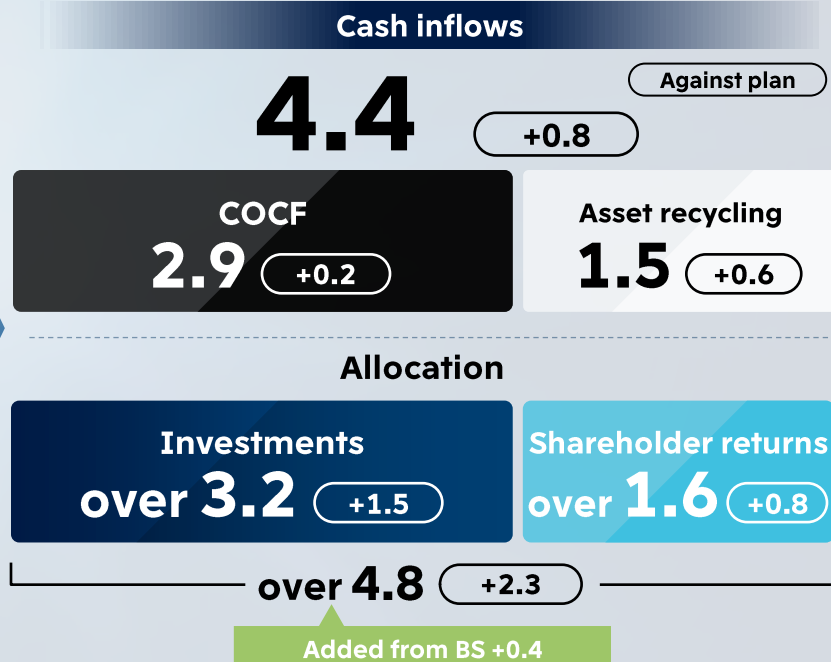 Cash inflows
Against plan
4.4 +0.8
COCF
2.9 +0.2
Asset recycling
1.5 +0.6
Allocation
Investments
over 3.2 +1.5
Shareholder returns
over 1.6 +0.8
over 4.8 +2.3
Added from BS +0.4